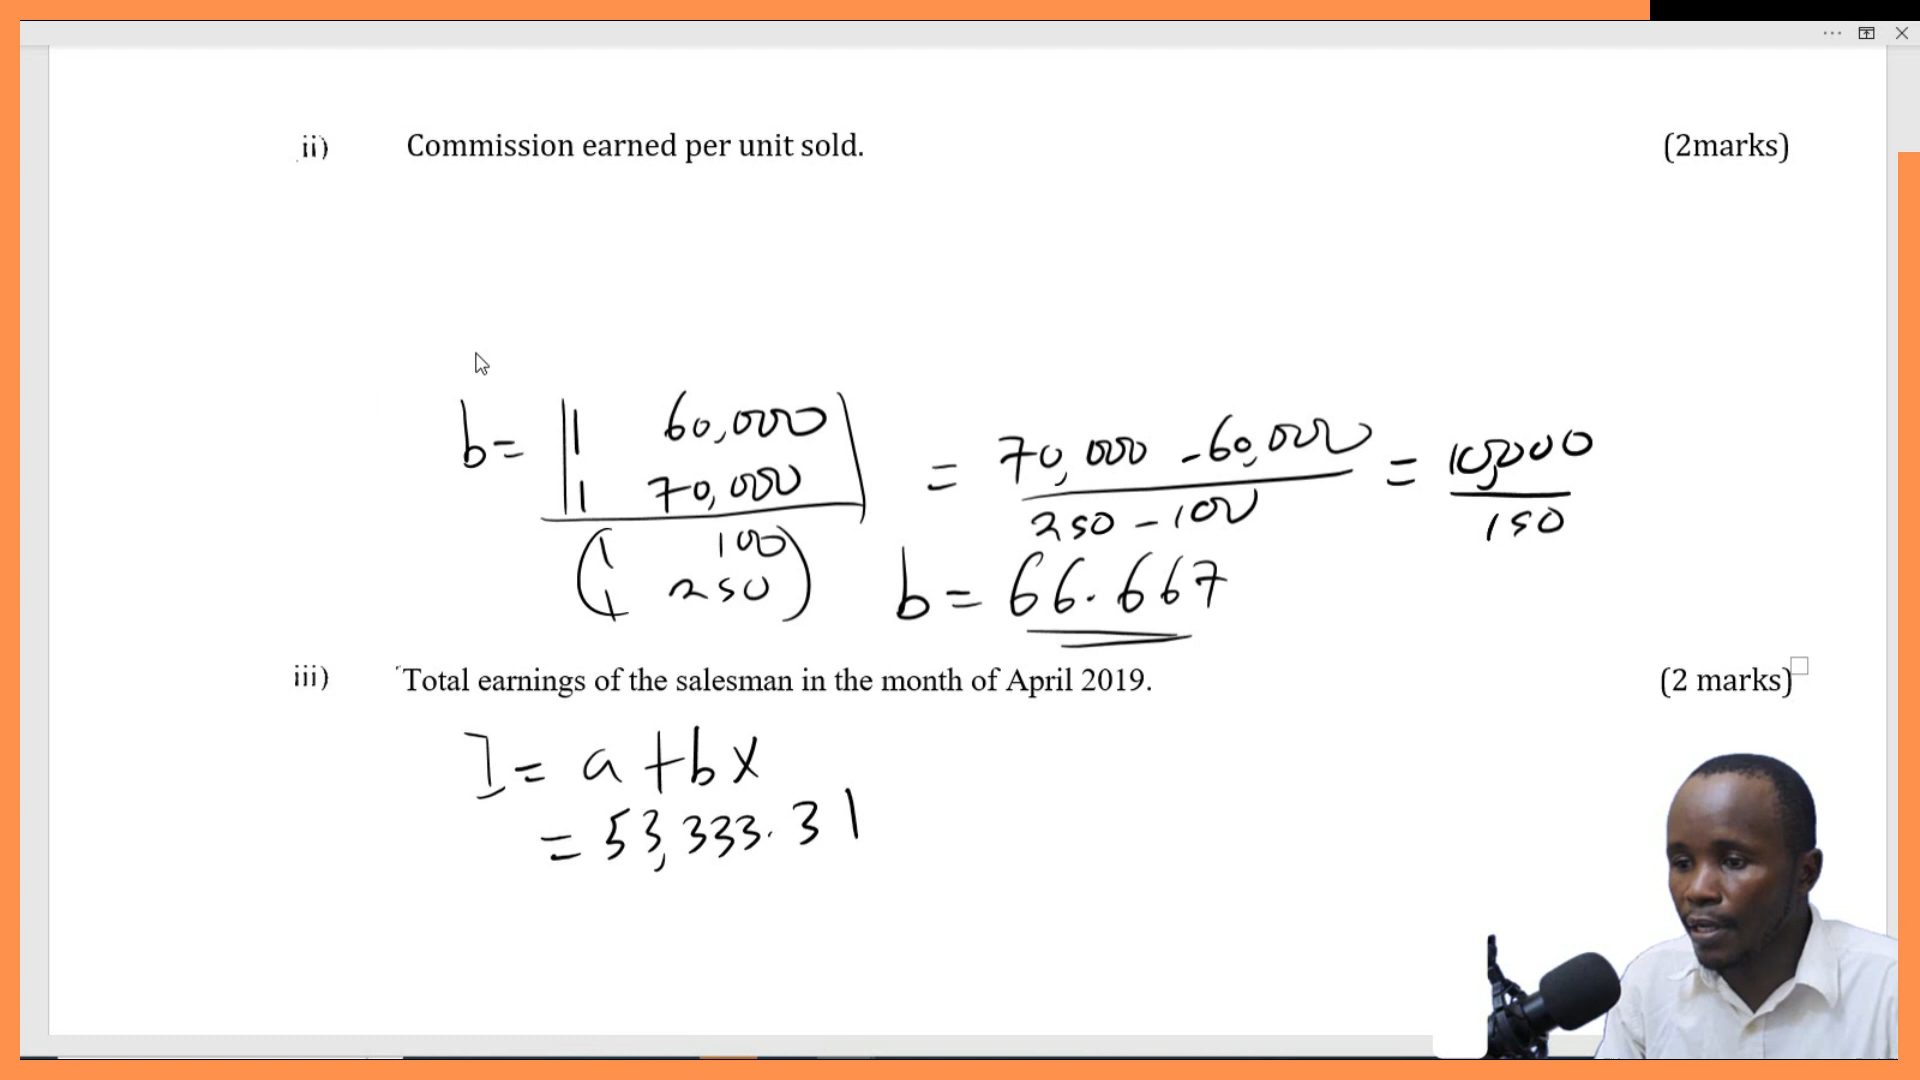 ii) Commission earned per unit sold. (2marks)
b = |1 60,000| = 70,000 - 60,000 = 10,000
|1 70,000| 250 - 100 150
(1 100)
(1 250) b = 66.667
iii) Total earnings of the salesman in the month of April 2019. (2 marks)
I = a + bx
= 53,333.31